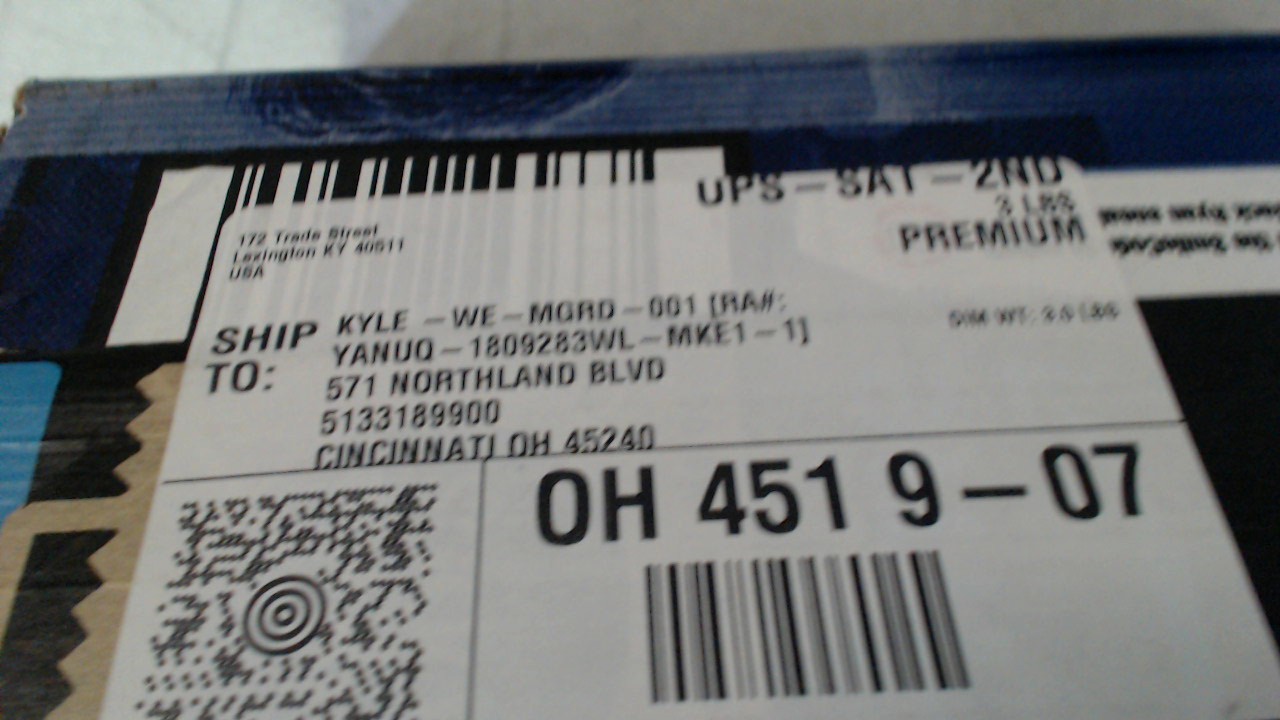 UPS-SAT-2ND
3 LBS
PREMIUM
172 Trade Street
Lexington KY 40511
USA
DIM WT: 3.0 LBS
SHIP TO:
KYLE -WE-MGRD-001 [RA#:
YANUQ-1809283WL-MKE1-1]
571 NORTHLAND BLVD
5133189900
CINCINNATI OH 45240
OH 451 9-07